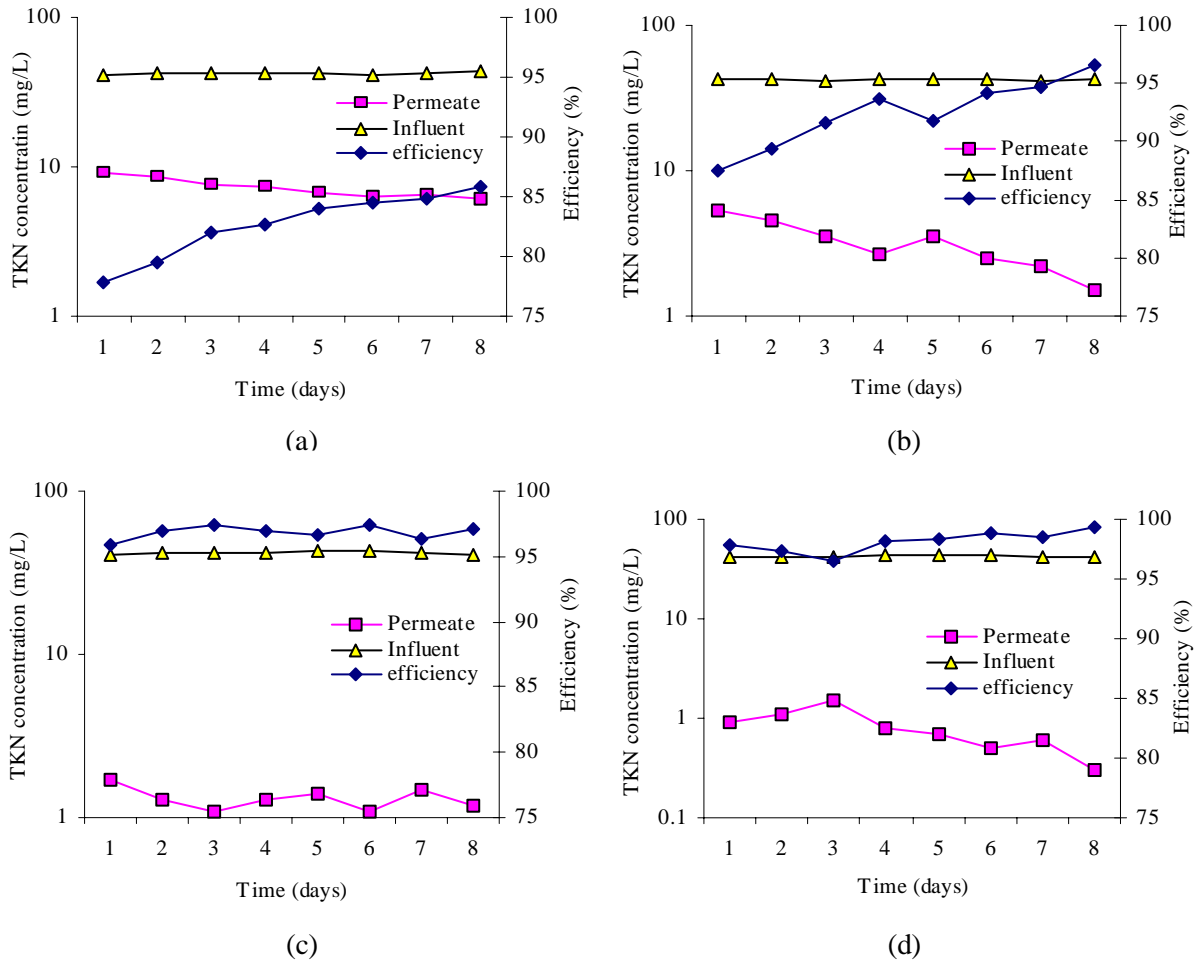 100
10
1
TKN concentratin (mg/L)
100
95
90
85
80
75
Efficiency (%)
Permeate
Influent
efficiency
1 2 3 4 5 6 7 8
Time (days)
(a)
100
10
1
TKN concentration (mg/L)
100
95
90
85
80
75
Efficiency (%)
Permeate
Influent
efficiency
1 2 3 4 5 6 7 8
Time (days)
(b)
100
10
1
TKN concentration (mg/L)
100
95
90
85
80
75
Efficiency (%)
Permeate
Influent
efficiency
1 2 3 4 5 6 7 8
Time (days)
(c)
100
10
1
0.1
TKN concentration (mg/L)
100
95
90
85
80
75
Efficiency (%)
Permeate
Influent
efficiency
1 2 3 4 5 6 7 8
Time (days)
(d)